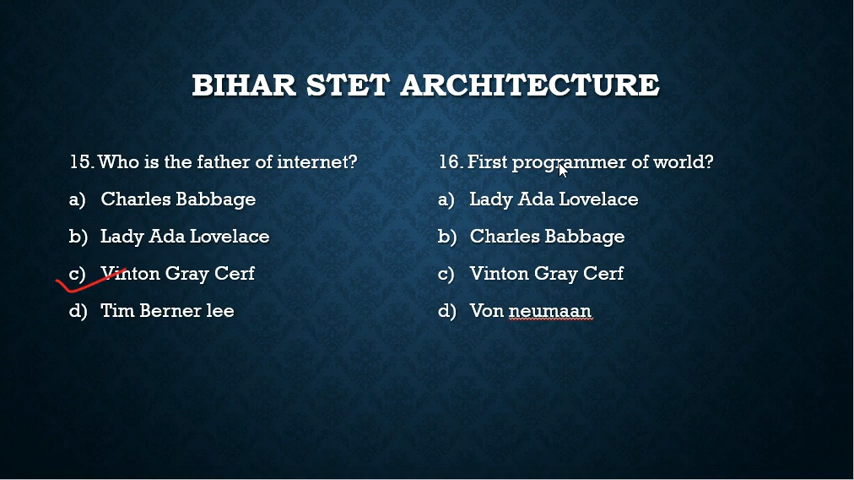 BIHAR STET ARCHITECTURE
15. Who is the father of internet?
a) Charles Babbage
b) Lady Ada Lovelace
c) Vinton Gray Cerf
d) Tim Berner lee
16. First programmer of world?
a) Lady Ada Lovelace
b) Charles Babbage
c) Vinton Gray Cerf
d) Von neumaan